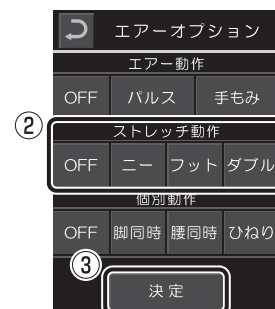 エアーオプション
エアー動作
OFF パルス 手もみ
②
ストレッチ動作
OFF ニー フット ダブル
個別動作
OFF 脚同時 腰同時 ひねり
③
決定